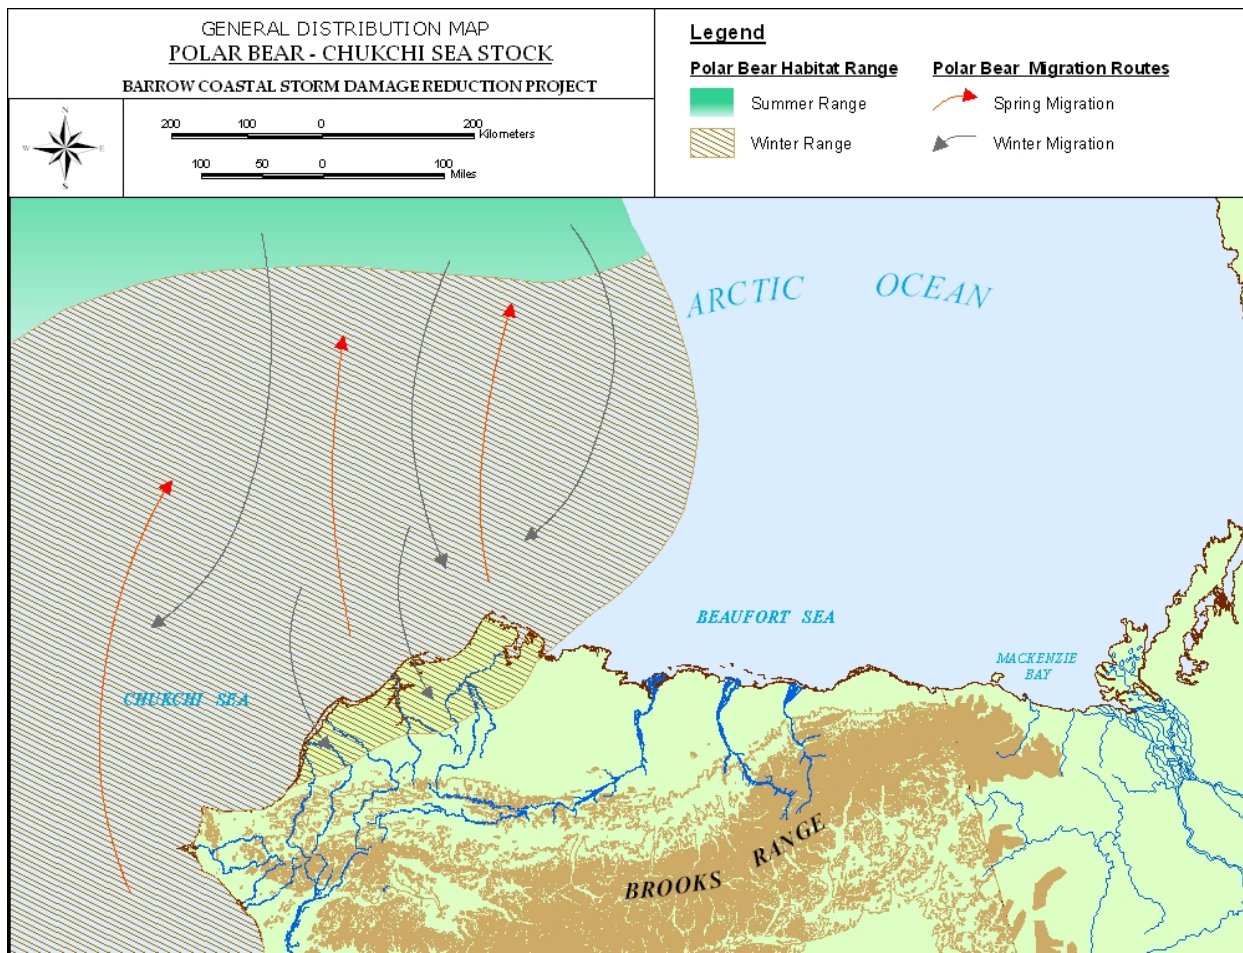 GENERAL DISTRIBUTION MAP
POLAR BEAR - CHUKCHI SEA STOCK
BARROW COASTAL STORM DAMAGE REDUCTION PROJECT
N
W E
S
200 100 0 200
Kilometers
100 50 0 100
Miles
Legend
Polar Bear Habitat Range
Summer Range
Winter Range
Polar Bear Migration Routes
Spring Migration
Winter Migration
ARCTIC OCEAN
BEAUFORT SEA
MACKENZIE
BAY
CHUKCHI SEA
BROOKS RANGE